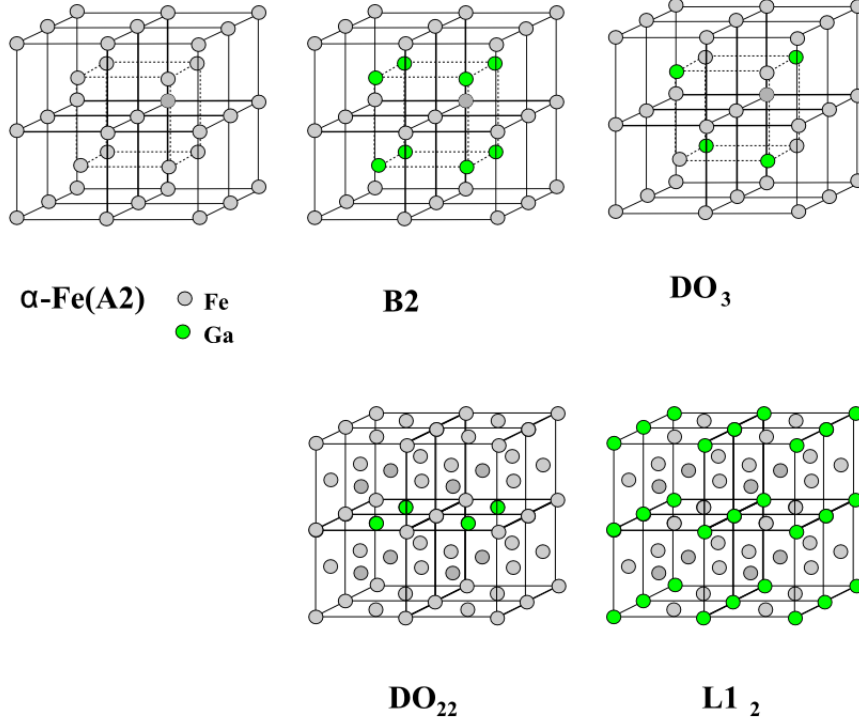 α-Fe(A2)
Fe
Ga
B2
DO₃
DO₂₂
L1 ₂